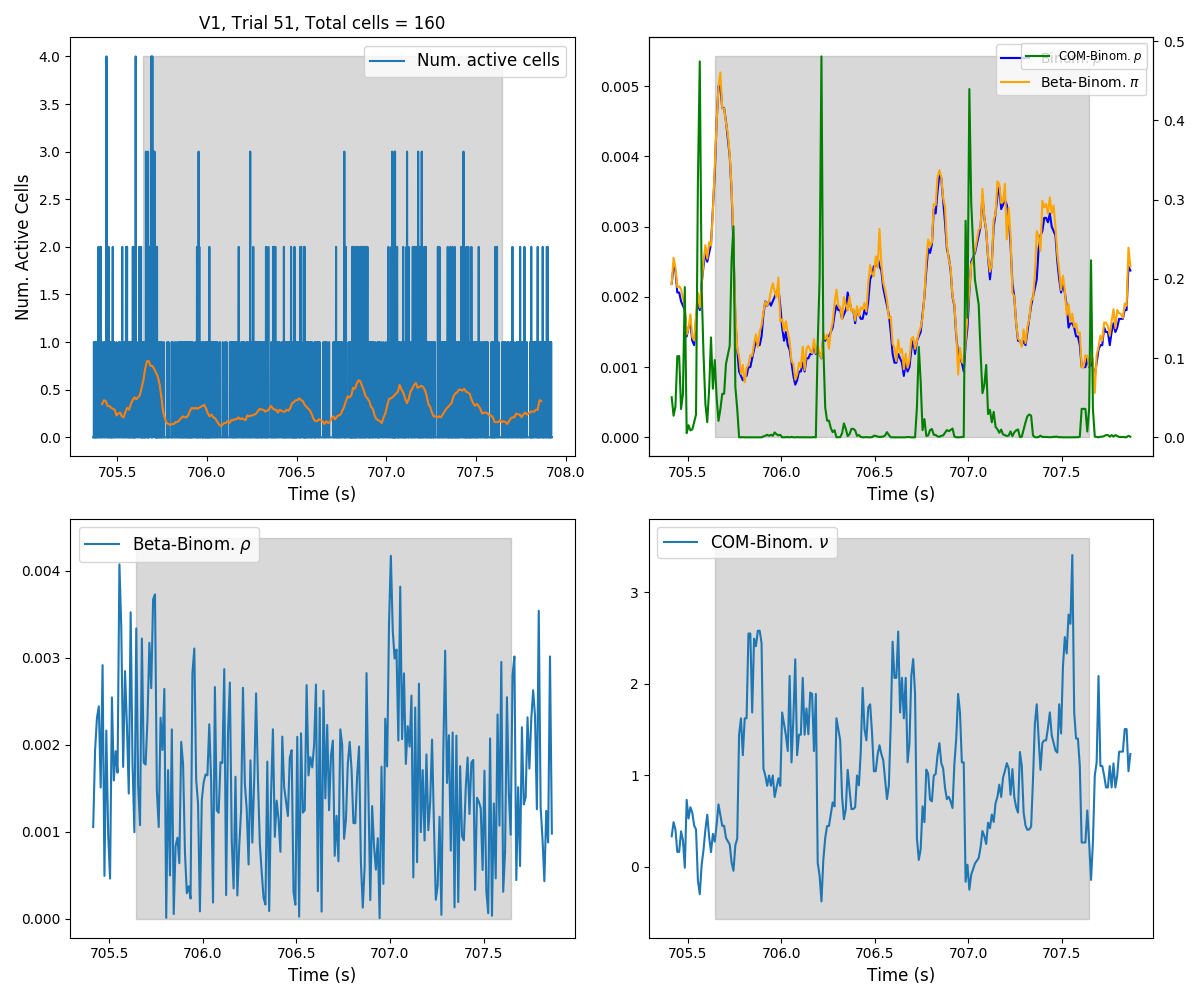 V1, Trial 51, Total cells = 160
Num. active cells
Num. Active Cells
4.0
3.5
3.0
2.5
2.0
1.5
1.0
0.5
0.0
705.5 706.0 706.5 707.0 707.5 708.0
Time (s)
COM-Binom. p
Beta-Binom. π
0.005
0.004
0.003
0.002
0.001
0.000
0.5
0.4
0.3
0.2
0.1
0.0
705.5 706.0 706.5 707.0 707.5
Time (s)
Beta-Binom. ρ
0.004
0.003
0.002
0.001
0.000
705.5 706.0 706.5 707.0 707.5
Time (s)
COM-Binom. ν
3
2
1
0
705.5 706.0 706.5 707.0 707.5
Time (s)